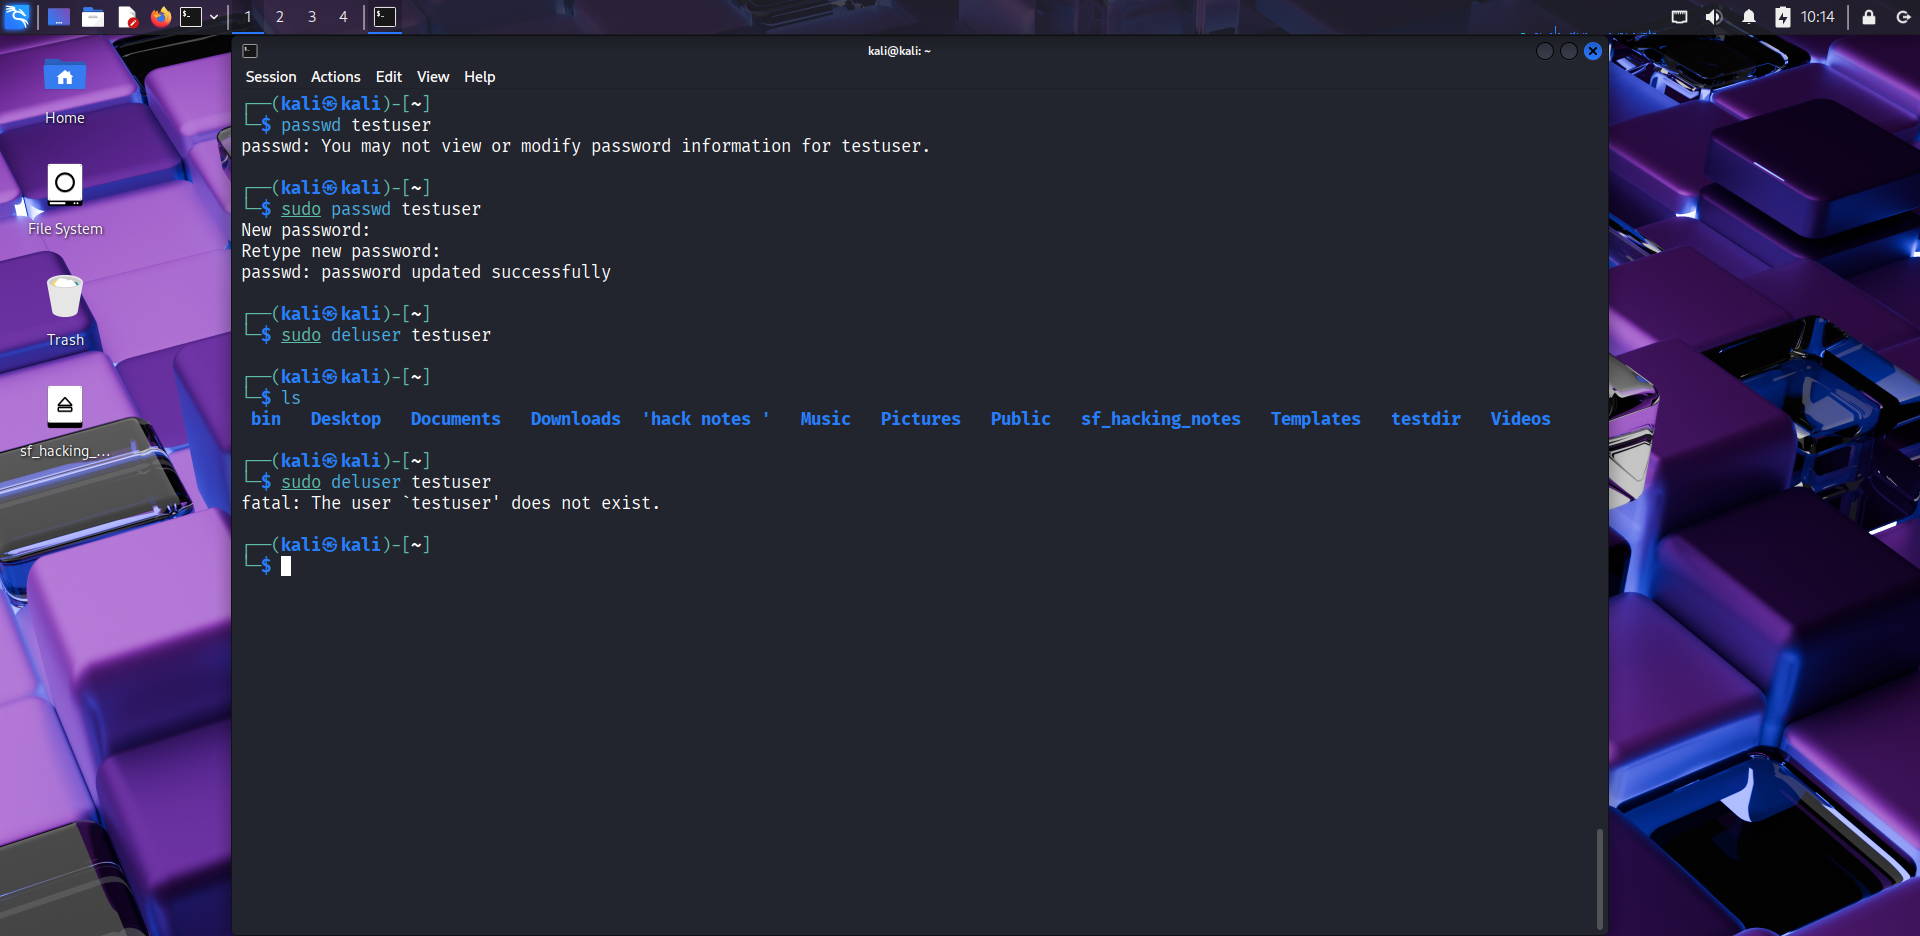 1 2 3 4
10:14
kali@kali: ~
Session Actions Edit View Help
Home
File System
Trash
sf_hacking_...
┌──(kali㉿kali)-[~]
└─$ passwd testuser
passwd: You may not view or modify password information for testuser.
┌──(kali㉿kali)-[~]
└─$ sudo passwd testuser
New password:
Retype new password:
passwd: password updated successfully
┌──(kali㉿kali)-[~]
└─$ sudo deluser testuser
┌──(kali㉿kali)-[~]
└─$ ls
bin Desktop Documents Downloads 'hack notes ' Music Pictures Public sf_hacking_notes Templates testdir Videos
┌──(kali㉿kali)-[~]
└─$ sudo deluser testuser
fatal: The user `testuser' does not exist.
┌──(kali㉿kali)-[~]
└─$